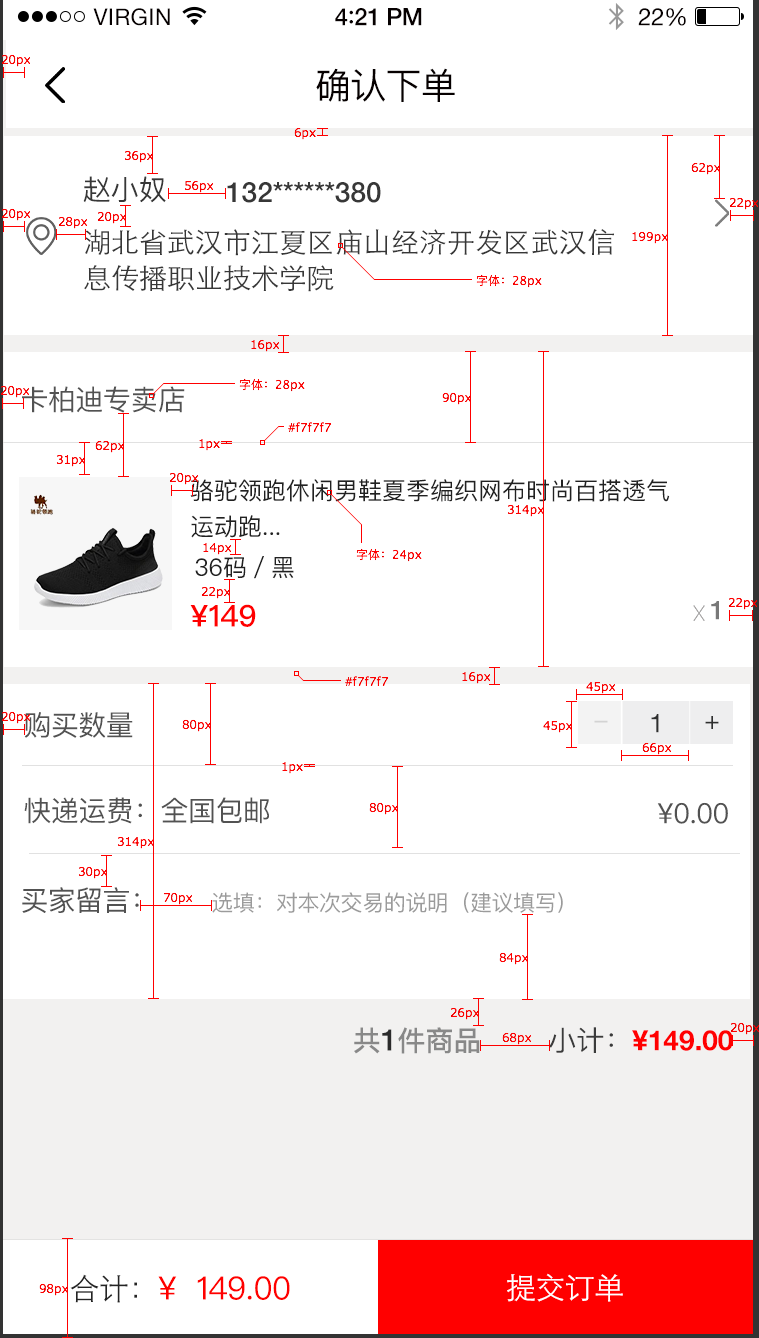 ●●●○○ VIRGIN 4:21 PM 22%
20px
确认下单
6px
36px
62px
赵小奴 56px 132******380
22px
20px 28px 20px
199px
湖北省武汉市江夏区庙山经济开发区武汉信
息传播职业技术学院
字体：28px
16px
20px
卡柏迪专卖店
字体：28px
90px
#f7f7f7
1px
62px
31px
20px
骆驼领跑
骆驼领跑休闲男鞋夏季编织网布时尚百搭透气
314px
运动跑...
14px
字体：24px
36码 / 黑
22px
¥149
x 1
22px
#f7f7f7
16px
45px
20px
购买数量
80px
45px
− 1 +
66px
1px
快递运费：全国包邮
80px
¥0.00
314px
30px
买家留言：
70px
选填：对本次交易的说明（建议填写）
84px
26px
共1件商品 68px 小计：¥149.00
20px
98px
合计：¥ 149.00
提交订单